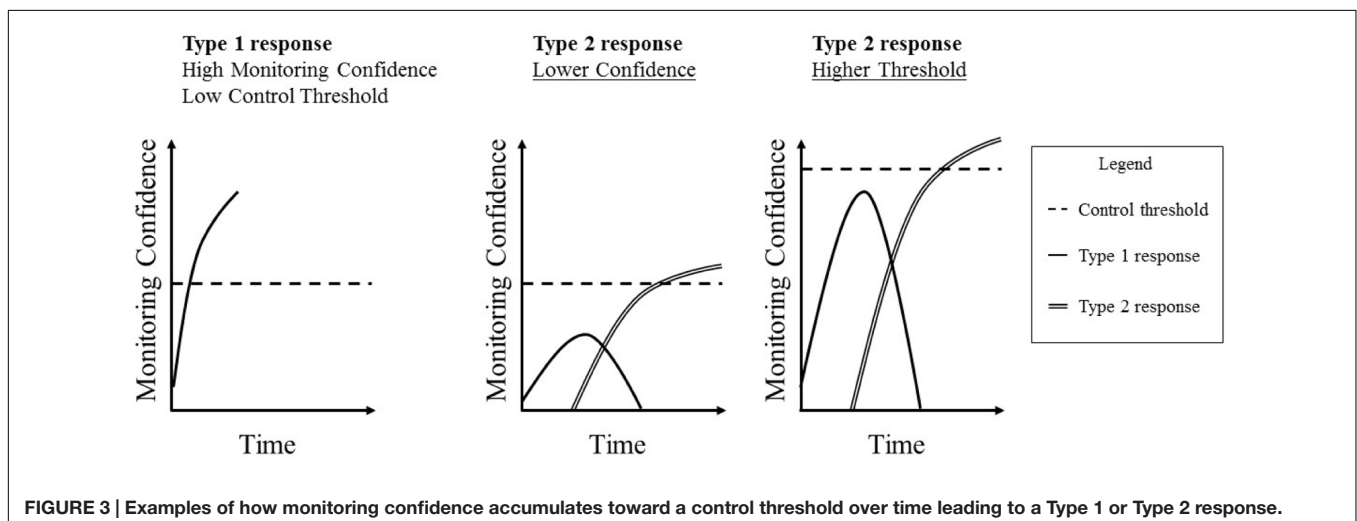 Type 1 response
High Monitoring Confidence
Low Control Threshold
Monitoring Confidence
Time
Type 2 response
Lower Confidence
Monitoring Confidence
Time
Type 2 response
Higher Threshold
Monitoring Confidence
Time
Legend
Control threshold
Type 1 response
Type 2 response
FIGURE 3 | Examples of how monitoring confidence accumulates toward a control threshold over time leading to a Type 1 or Type 2 response.